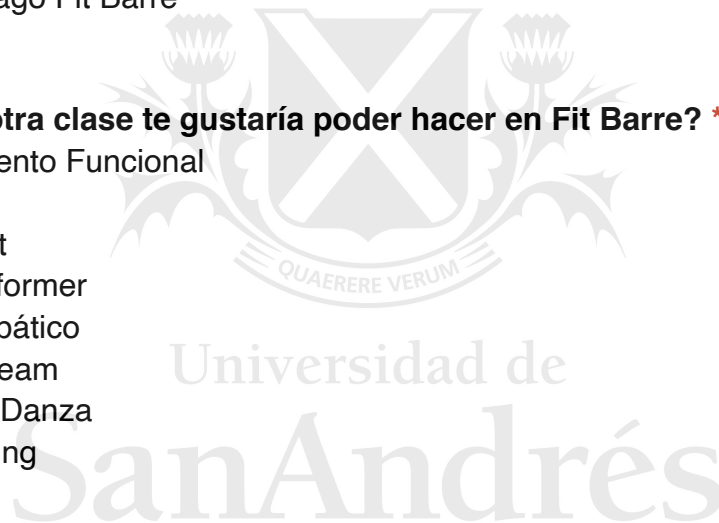 ago Fit Barre
otra clase te gustaría poder hacer en Fit Barre? *
ento Funcional
t
former
pático
eam
Danza
ng
QUAERERE VERUM
Universidad de
SanAndrés